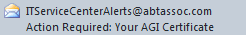 ITServiceCenterAlerts@abtassoc.com
Action Required: Your AGI Certificate